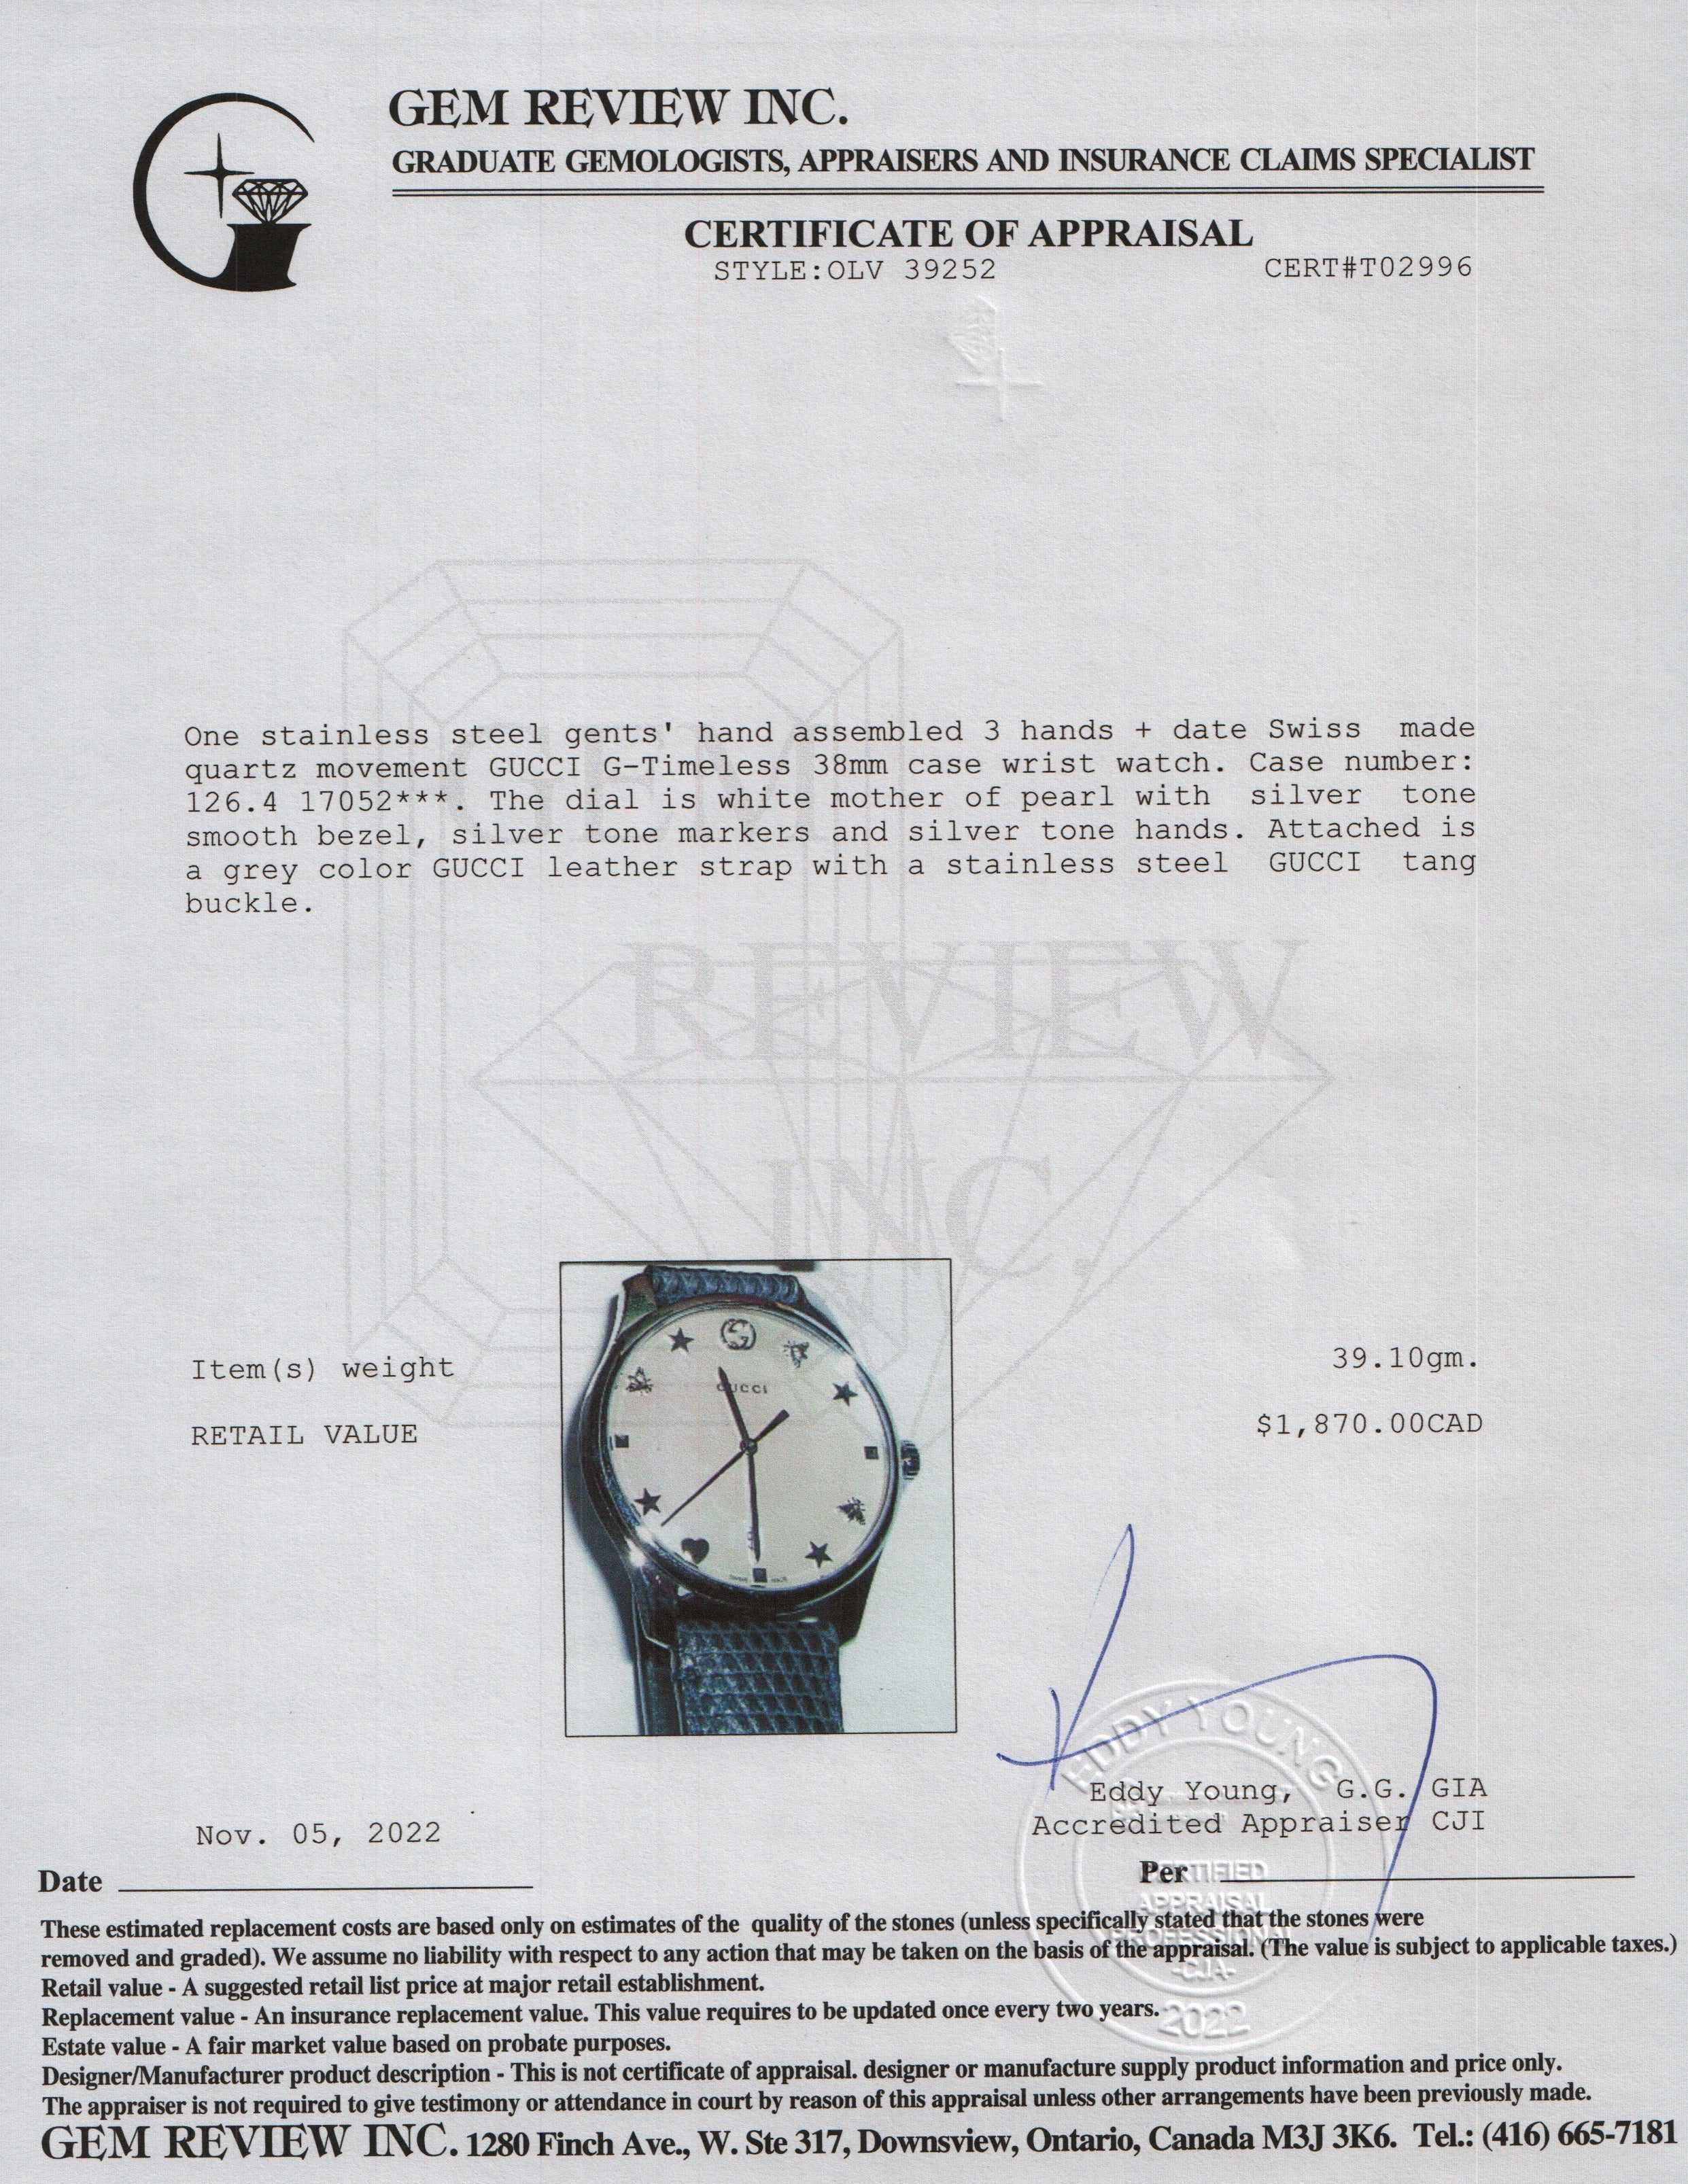 GEM REVIEW INC.
GRADUATE GEMOLOGISTS, APPRAISERS AND INSURANCE CLAIMS SPECIALIST
CERTIFICATE OF APPRAISAL
STYLE:OLV 39252 CERT#T02996
One stainless steel gents' hand assembled 3 hands + date Swiss made
quartz movement GUCCI G-Timeless 38mm case wrist watch. Case number:
126.4 17052***. The dial is white mother of pearl with silver tone
smooth bezel, silver tone markers and silver tone hands. Attached is
a grey color GUCCI leather strap with a stainless steel GUCCI tang
buckle.
REVIEW
INC.
GUCCI
Item(s) weight 39.10gm.
RETAIL VALUE $1,870.00CAD
EDDY YOUNG
Eddy Young, G.G. GIA
Accredited Appraiser CJI
Nov. 05, 2022
Date
Per
CERTIFIED
APPRAISAL
PROFESSIONAL
-CJA-
2022
These estimated replacement costs are based only on estimates of the quality of the stones (unless specifically stated that the stones were
removed and graded). We assume no liability with respect to any action that may be taken on the basis of the appraisal. (The value is subject to applicable taxes.)
Retail value - A suggested retail list price at major retail establishment.
Replacement value - An insurance replacement value. This value requires to be updated once every two years.
Estate value - A fair market value based on probate purposes.
Designer/Manufacturer product description - This is not certificate of appraisal. designer or manufacture supply product information and price only.
The appraiser is not required to give testimony or attendance in court by reason of this appraisal unless other arrangements have been previously made.
GEM REVIEW INC. 1280 Finch Ave., W. Ste 317, Downsview, Ontario, Canada M3J 3K6. Tel.: (416) 665-7181